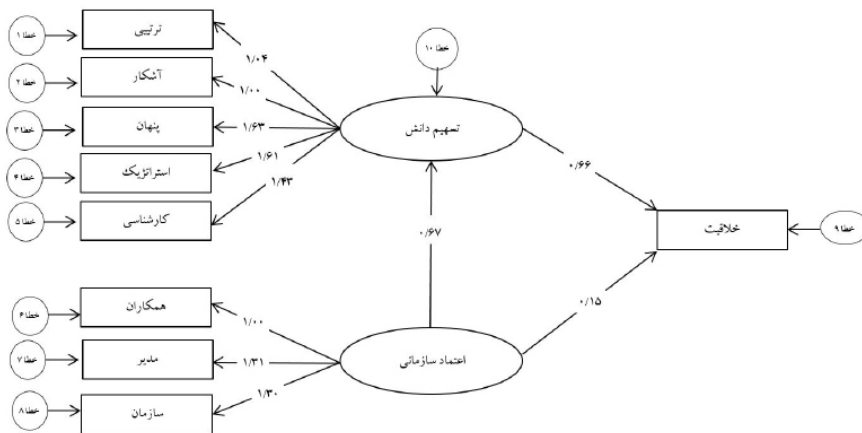 خطا ۱
ترتیبی
۱/۰۴
خطا ۲
آشکار
۱/۰۰
خطا ۳
پنهان
۱/۶۳
خطا ۴
استراتژیک
۱/۶۱
خطا ۵
کارشناسی
۱/۴۳
خطا ۱۰
تسهیم دانش
۰/۶۶
۰/۶۷
خلاقیت
خطا ۹
۰/۱۵
خطا ۶
همکاران
۱/۰۰
خطا ۷
مدیر
۱/۳۱
خطا ۸
سازمان
۱/۳۰
اعتماد سازمانی